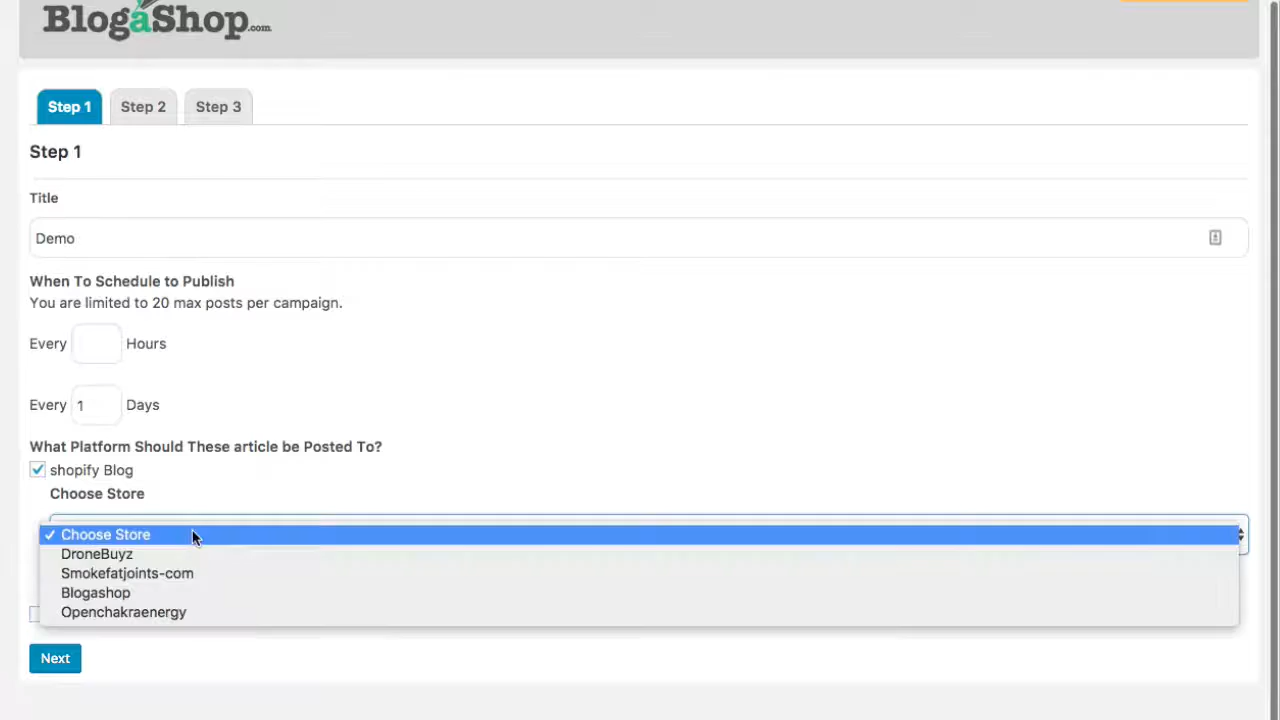 BlogaShop.com
Step 1 Step 2 Step 3
Step 1
Title
Demo
When To Schedule to Publish
You are limited to 20 max posts per campaign.
Every Hours
Every 1 Days
What Platform Should These article be Posted To?
shopify Blog
Choose Store
Choose Store
DroneBuyz
Smokefatjoints-com
Blogashop
Openchakraenergy
Next